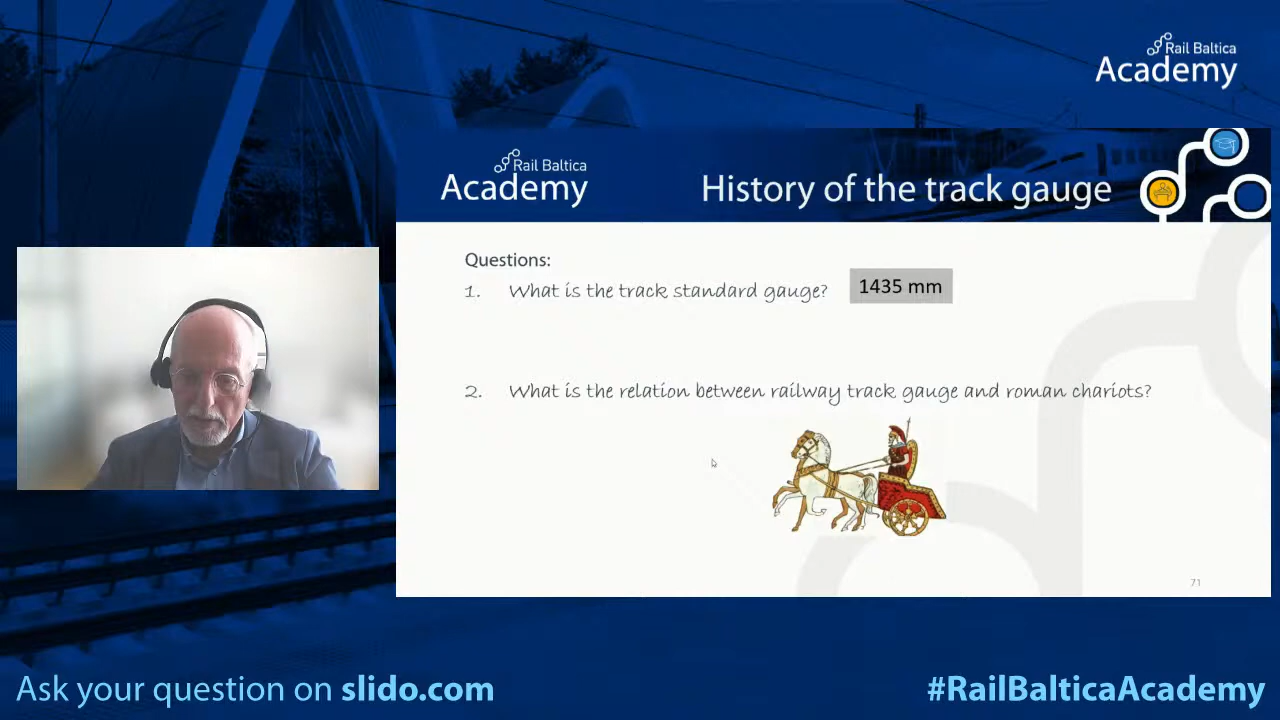 Rail Baltica
Academy
Rail Baltica
Academy
History of the track gauge
Questions:
1. What is the track standard gauge? 1435 mm
2. What is the relation between railway track gauge and roman chariots?
71
Ask your question on slido.com
#RailBalticaAcademy